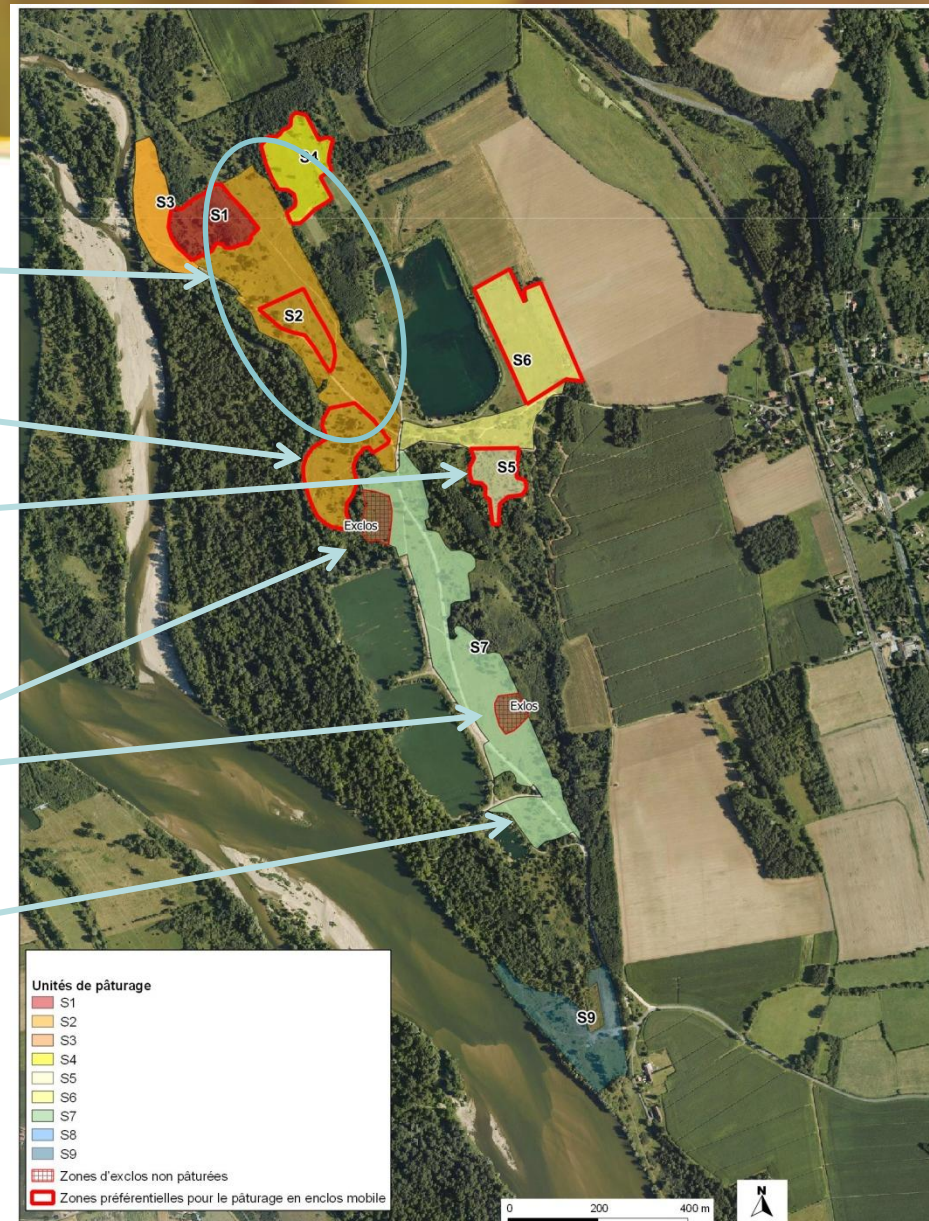 S4
S3
S1
S2
S6
S5
Exclos
S7
Exlos
S9
Unités de pâturage
S1
S2
S3
S4
S5
S6
S7
S8
S9
Zones d'exclos non pâturées
Zones préférentielles pour le pâturage en enclos mobile
0 200 400 m
N